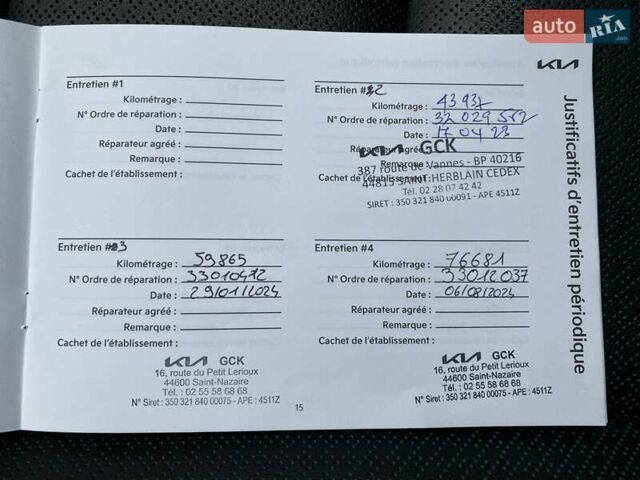 auto RIA
.com
KIA
Justificatifs d'entretien périodique
Entretien #1
Kilométrage :
N° Ordre de réparation :
Date :
Réparateur agréé :
Remarque :
Cachet de l'établissement :
Entretien #2
Kilométrage : 43 937
N° Ordre de réparation : 32 029 552
Date : 17 04 23
Réparateur agréé :
KIA GCK
Remarque
387 route de Vannes - BP 40216
Cachet de l'établissement :
44815 SAINT-HERBLAIN CEDEX
Tél. 02 28 07 42 42
SIRET : 350 321 840 00091 - APE 4511Z
Entretien #3
Kilométrage : 59865
N° Ordre de réparation : 33010412
Date : 29/01/2024
Réparateur agréé :
Remarque :
Cachet de l'établissement :
KIA GCK
16, route du Petit Lerioux
44600 Saint-Nazaire
Tél. : 02 55 58 68 68
N° Siret : 350 321 840 00075 - APE : 4511Z
Entretien #4
Kilométrage : 76681
N° Ordre de réparation : 33012037
Date : 06/08/2024
Réparateur agréé :
Remarque :
Cachet de l'établissement :
KIA GCK
16, route du Petit Lerioux
44600 Saint-Nazaire
Tél. : 02 55 58 68 68
N° Siret : 350 321 840 00075 - APE : 4511Z
15